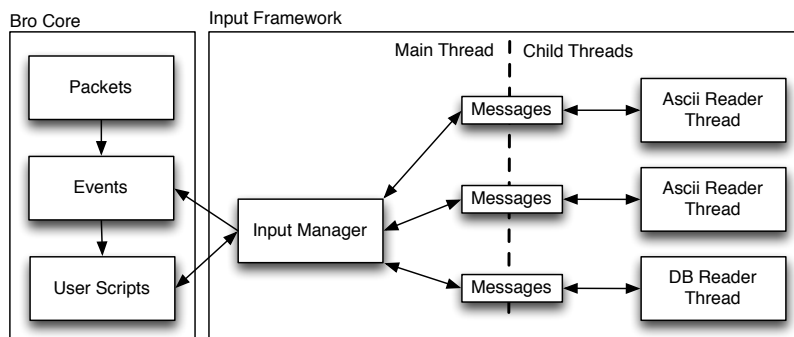 Bro Core
Input Framework
Main Thread
Child Threads
Packets
Events
User Scripts
Input Manager
Messages
Messages
Messages
Ascii Reader
Thread
Ascii Reader
Thread
DB Reader
Thread